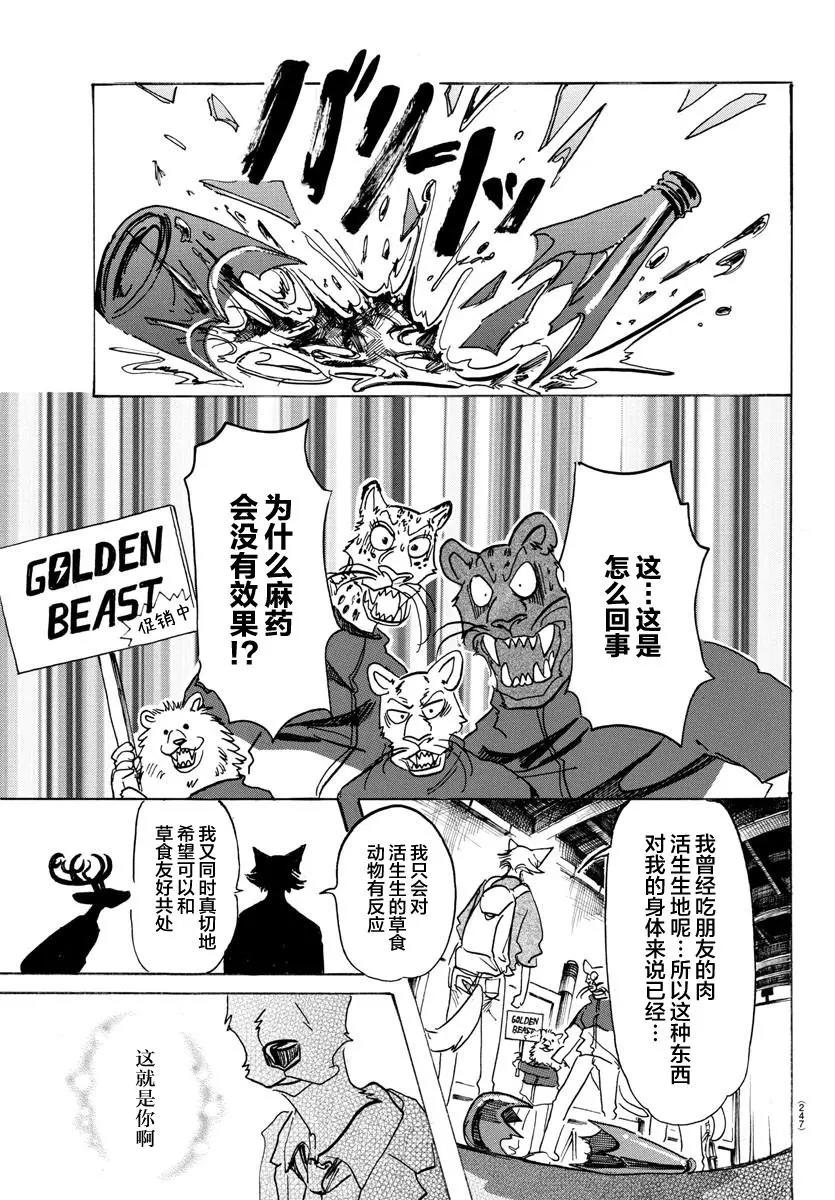 バリーッ
这…这是
怎么回事
为什么麻药
会没有效果!?
GOLDEN
BEAST
促销中
我曾经吃朋友的肉
活生生地呢…所以这种东西
对我的身体来说已经…
GOLDEN
BEAST
我只会对
活生生的草食
动物有反应
我又同时真切地
希望可以和
草食友好共处
这就是你啊
(247)